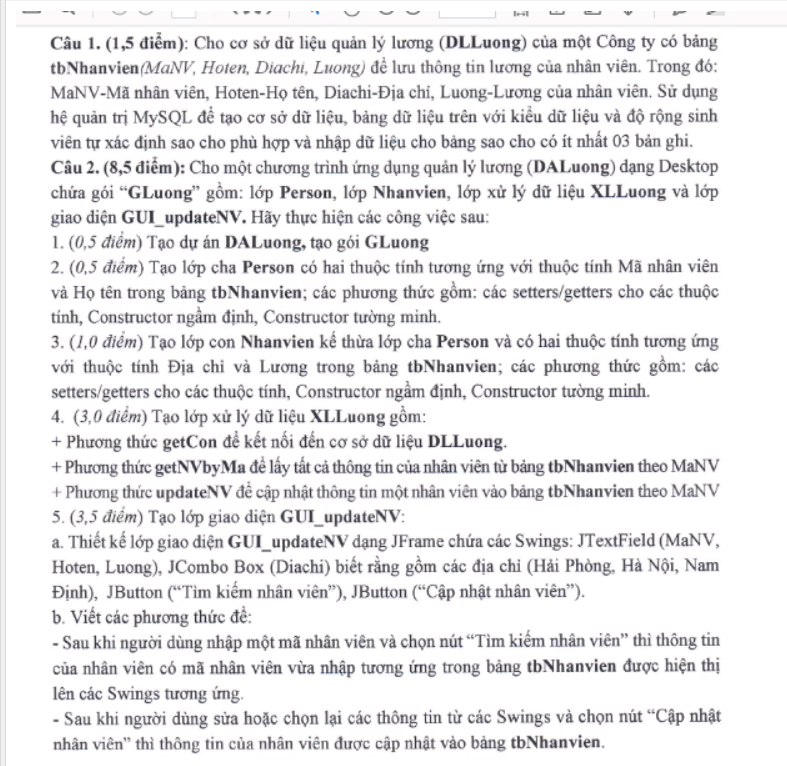 Câu 1. (1,5 điểm): Cho cơ sở dữ liệu quản lý lương (DLLuong) của một Công ty có bảng
tbNhanvien(MaNV, Hoten, Diachi, Luong) để lưu thông tin lương của nhân viên. Trong đó:
MaNV-Mã nhân viên, Hoten-Họ tên, Diachi-Địa chỉ, Luong-Lương của nhân viên. Sử dụng
hệ quản trị MySQL để tạo cơ sở dữ liệu, bảng dữ liệu trên với kiểu dữ liệu và độ rộng sinh
viên tự xác định sao cho phù hợp và nhập dữ liệu cho bảng sao cho có ít nhất 03 bản ghi.
Câu 2. (8,5 điểm): Cho một chương trình ứng dụng quản lý lương (DALuong) dạng Desktop
chứa gói “GLuong” gồm: lớp Person, lớp Nhanvien, lớp xử lý dữ liệu XLLuong và lớp
giao diện GUI_updateNV. Hãy thực hiện các công việc sau:
1. (0,5 điểm) Tạo dự án DALuong, tạo gói GLuong
2. (0,5 điểm) Tạo lớp cha Person có hai thuộc tính tương ứng với thuộc tính Mã nhân viên
và Họ tên trong bảng tbNhanvien; các phương thức gồm: các setters/getters cho các thuộc
tính, Constructor ngầm định, Constructor tường minh.
3. (1,0 điểm) Tạo lớp con Nhanvien kế thừa lớp cha Person và có hai thuộc tính tương ứng
với thuộc tính Địa chỉ và Lương trong bảng tbNhanvien; các phương thức gồm: các
setters/getters cho các thuộc tính, Constructor ngầm định, Constructor tường minh.
4. (3,0 điểm) Tạo lớp xử lý dữ liệu XLLuong gồm:
+ Phương thức getCon để kết nối đến cơ sở dữ liệu DLLuong.
+ Phương thức getNVbyMa để lấy tất cả thông tin của nhân viên từ bảng tbNhanvien theo MaNV
+ Phương thức updateNV để cập nhật thông tin một nhân viên vào bảng tbNhanvien theo MaNV
5. (3,5 điểm) Tạo lớp giao diện GUI_updateNV:
a. Thiết kế lớp giao diện GUI_updateNV dạng JFrame chứa các Swings: JTextField (MaNV,
Hoten, Luong), JCombo Box (Diachi) biết rằng gồm các địa chỉ (Hải Phòng, Hà Nội, Nam
Định), JButton (“Tìm kiếm nhân viên”), JButton (“Cập nhật nhân viên”).
b. Viết các phương thức để:
- Sau khi người dùng nhập một mã nhân viên và chọn nút “Tìm kiếm nhân viên” thì thông tin
của nhân viên có mã nhân viên vừa nhập tương ứng trong bảng tbNhanvien được hiện thị
lên các Swings tương ứng.
- Sau khi người dùng sửa hoặc chọn lại các thông tin từ các Swings và chọn nút “Cập nhật
nhân viên” thì thông tin của nhân viên được cập nhật vào bảng tbNhanvien.